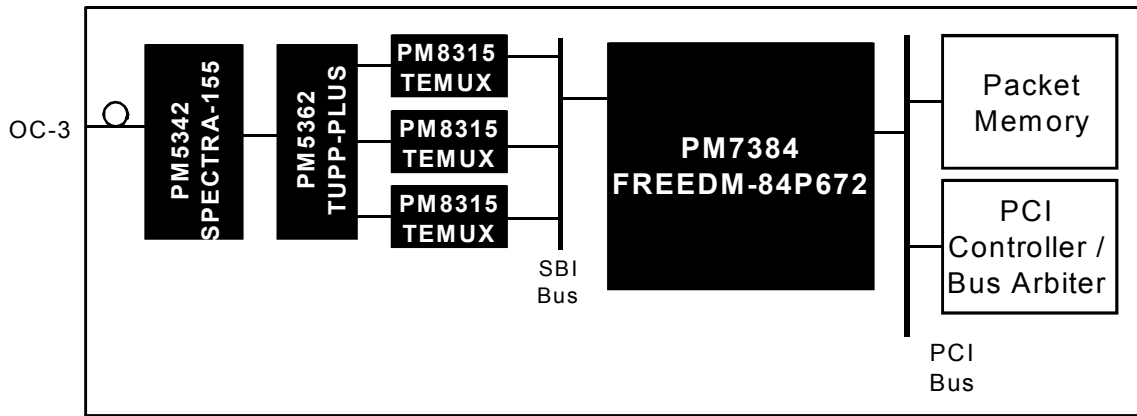 OC-3
PM5342
SPECTRA-155
PM5362
TUPP-PLUS
PM8315
TEMUX
PM8315
TEMUX
PM8315
TEMUX
SBI
Bus
PM7384
FREEDM-84P672
PCI
Bus
Packet
Memory
PCI
Controller /
Bus Arbiter